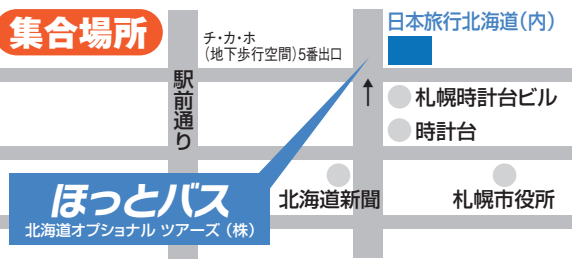 集合場所
チ・カ・ホ
(地下歩行空間)5番出口
日本旅行北海道(内)
駅前通り
札幌時計台ビル
時計台
ほっとバス
北海道オプショナル ツアーズ(株)
北海道新聞
札幌市役所